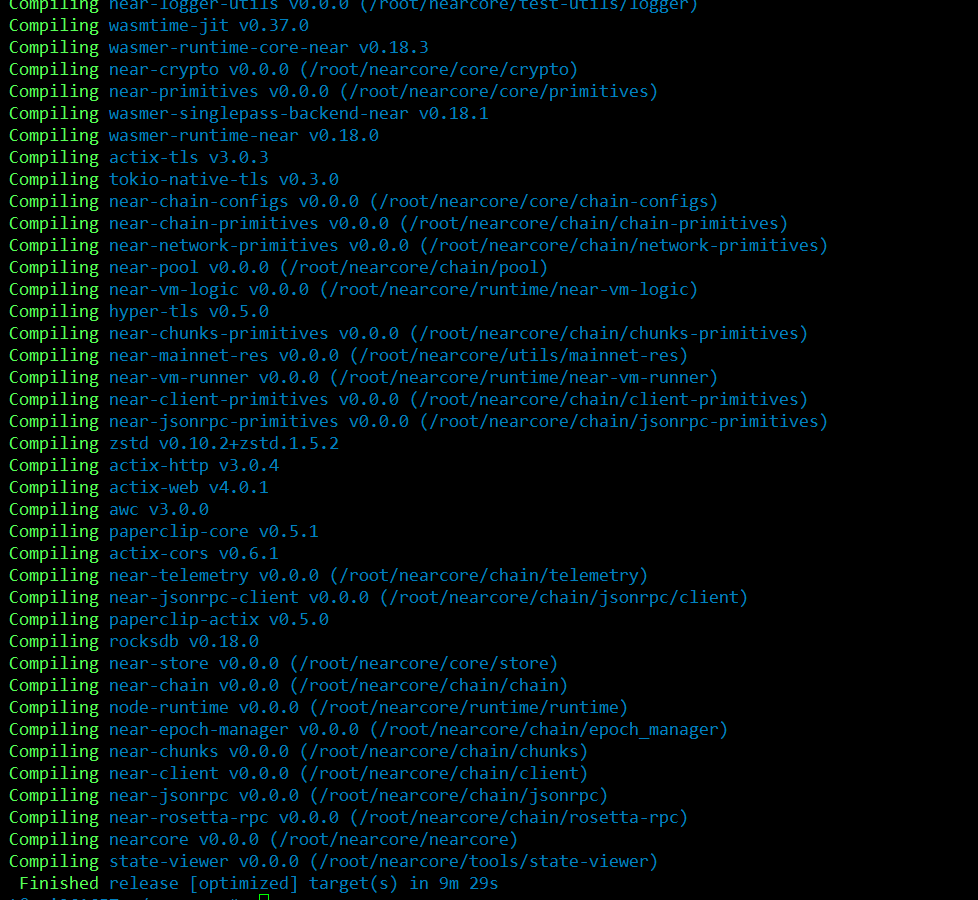 Compiling near-logger-utils v0.0.0 (/root/nearcore/test-utils/logger)
Compiling wasmtime-jit v0.37.0
Compiling wasmer-runtime-core-near v0.18.3
Compiling near-crypto v0.0.0 (/root/nearcore/core/crypto)
Compiling near-primitives v0.0.0 (/root/nearcore/core/primitives)
Compiling wasmer-singlepass-backend-near v0.18.1
Compiling wasmer-runtime-near v0.18.0
Compiling actix-tls v3.0.3
Compiling tokio-native-tls v0.3.0
Compiling near-chain-configs v0.0.0 (/root/nearcore/core/chain-configs)
Compiling near-chain-primitives v0.0.0 (/root/nearcore/chain/chain-primitives)
Compiling near-network-primitives v0.0.0 (/root/nearcore/chain/network-primitives)
Compiling near-pool v0.0.0 (/root/nearcore/chain/pool)
Compiling near-vm-logic v0.0.0 (/root/nearcore/runtime/near-vm-logic)
Compiling hyper-tls v0.5.0
Compiling near-chunks-primitives v0.0.0 (/root/nearcore/chain/chunks-primitives)
Compiling near-mainnet-res v0.0.0 (/root/nearcore/utils/mainnet-res)
Compiling near-vm-runner v0.0.0 (/root/nearcore/runtime/near-vm-runner)
Compiling near-client-primitives v0.0.0 (/root/nearcore/chain/client-primitives)
Compiling near-jsonrpc-primitives v0.0.0 (/root/nearcore/chain/jsonrpc-primitives)
Compiling zstd v0.10.2+zstd.1.5.2
Compiling actix-http v3.0.4
Compiling actix-web v4.0.1
Compiling awc v3.0.0
Compiling paperclip-core v0.5.1
Compiling actix-cors v0.6.1
Compiling near-telemetry v0.0.0 (/root/nearcore/chain/telemetry)
Compiling near-jsonrpc-client v0.0.0 (/root/nearcore/chain/jsonrpc/client)
Compiling paperclip-actix v0.5.0
Compiling rocksdb v0.18.0
Compiling near-store v0.0.0 (/root/nearcore/core/store)
Compiling near-chain v0.0.0 (/root/nearcore/chain/chain)
Compiling node-runtime v0.0.0 (/root/nearcore/runtime/runtime)
Compiling near-epoch-manager v0.0.0 (/root/nearcore/chain/epoch_manager)
Compiling near-chunks v0.0.0 (/root/nearcore/chain/chunks)
Compiling near-client v0.0.0 (/root/nearcore/chain/client)
Compiling near-jsonrpc v0.0.0 (/root/nearcore/chain/jsonrpc)
Compiling near-rosetta-rpc v0.0.0 (/root/nearcore/chain/rosetta-rpc)
Compiling nearcore v0.0.0 (/root/nearcore/nearcore)
Compiling state-viewer v0.0.0 (/root/nearcore/tools/state-viewer)
Finished release [optimized] target(s) in 9m 29s